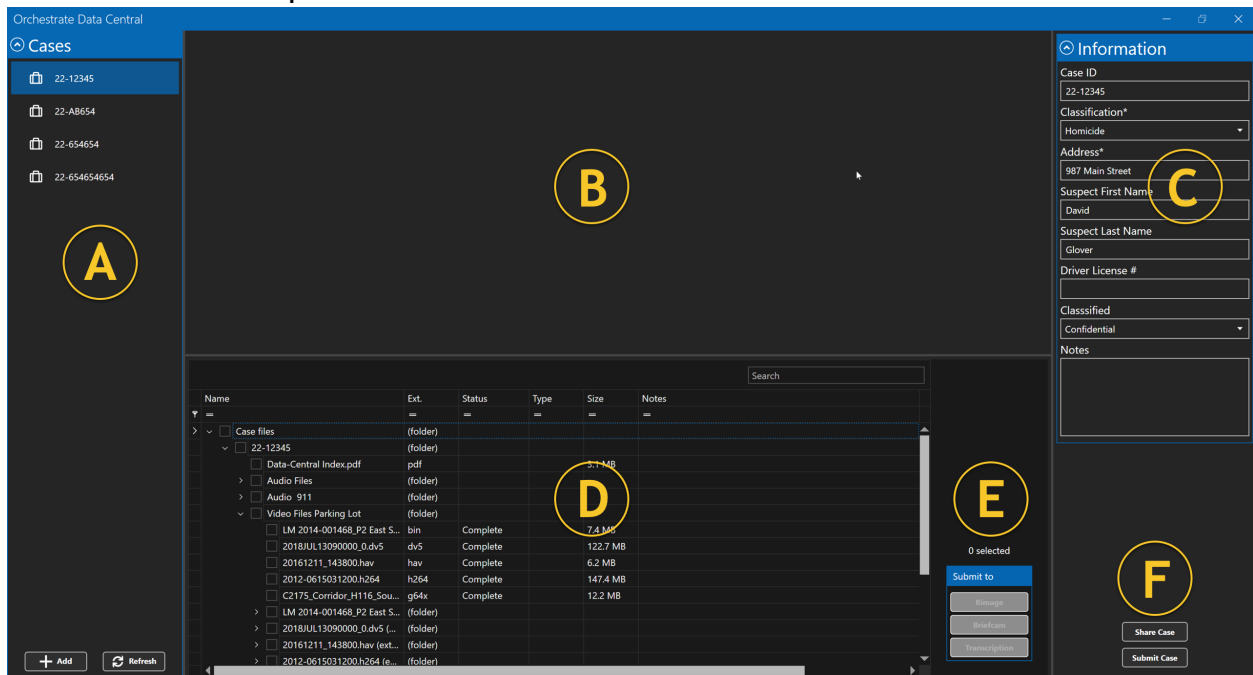 Orchestrate Data Central
Cases
22-12345
22-AB654
22-654654
22-654654654
A
Add
Refresh
B
Search
Name Ext. Status Type Size Notes
= = = = = =
Case files (folder)
22-12345 (folder)
Data-Central Index.pdf pdf 5.1 MB
Audio Files (folder)
Audio 911 (folder)
Video Files Parking Lot (folder)
LM 2014-001468_P2 East S... bin Complete 7.4 MB
2018JUL13090000_0.dv5 dv5 Complete 122.7 MB
20161211_143800.hav hav Complete 6.2 MB
2012-0615031200.h264 h264 Complete 147.4 MB
C2175_Corridor_H116_Sou... g64x Complete 12.2 MB
LM 2014-001468_P2 East S... (folder)
2018JUL13090000_0.dv5 (... (folder)
20161211_143800.hav (ext... (folder)
2012-0615031200.h264 (e... (folder)
D
E
0 selected
Submit to
Rimage
Briefcam
Transcription
Information
Case ID
22-12345
Classification*
Homicide
Address*
987 Main Street
Suspect First Name
David
C
Suspect Last Name
Glover
Driver License #
Classsified
Confidential
Notes
F
Share Case
Submit Case